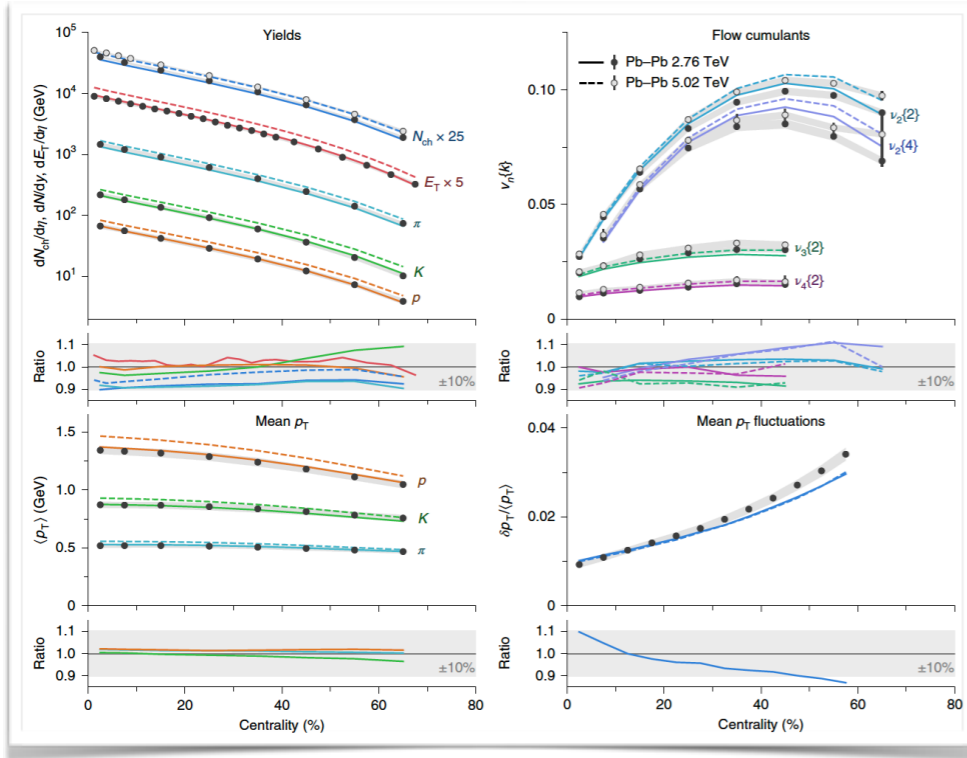 Yields
10⁵
10⁴
10³
10²
10¹
dN_ch/dη, dN/dy, dE_T/dη (GeV)
N_ch × 25
E_T × 5
π
K
p
Ratio
1.1
1.0
0.9
±10%
Mean p_T
⟨p_T⟩ (GeV)
1.5
1.0
0.5
0
p
K
π
Ratio
1.1
1.0
0.9
±10%
0 20 40 60 80
Centrality (%)
Flow cumulants
Pb–Pb 2.76 TeV
Pb–Pb 5.02 TeV
v_n{k}
0.10
0.05
0
ν₂{2}
ν₂{4}
ν₃{2}
ν₄{2}
Ratio
1.1
1.0
0.9
±10%
Mean p_T fluctuations
δp_T/⟨p_T⟩
0.04
0.02
0
Ratio
1.1
1.0
0.9
±10%
0 20 40 60 80
Centrality (%)